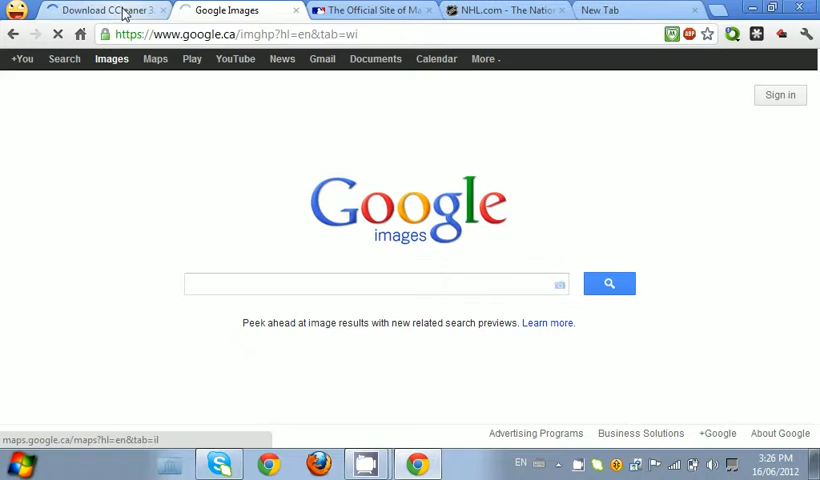 Download CCleaner 3. Google Images The Official Site of Ma NHL.com - The Nation New Tab
https://www.google.ca/imghp?hl=en&tab=wi
+You Search Images Maps Play YouTube News Gmail Documents Calendar More
Sign in
Google
images
Peek ahead at image results with new related search previews. Learn more.
Advertising Programs Business Solutions +Google About Google
maps.google.ca/maps?hl=en&tab=il
EN
3:26 PM
16/06/2012